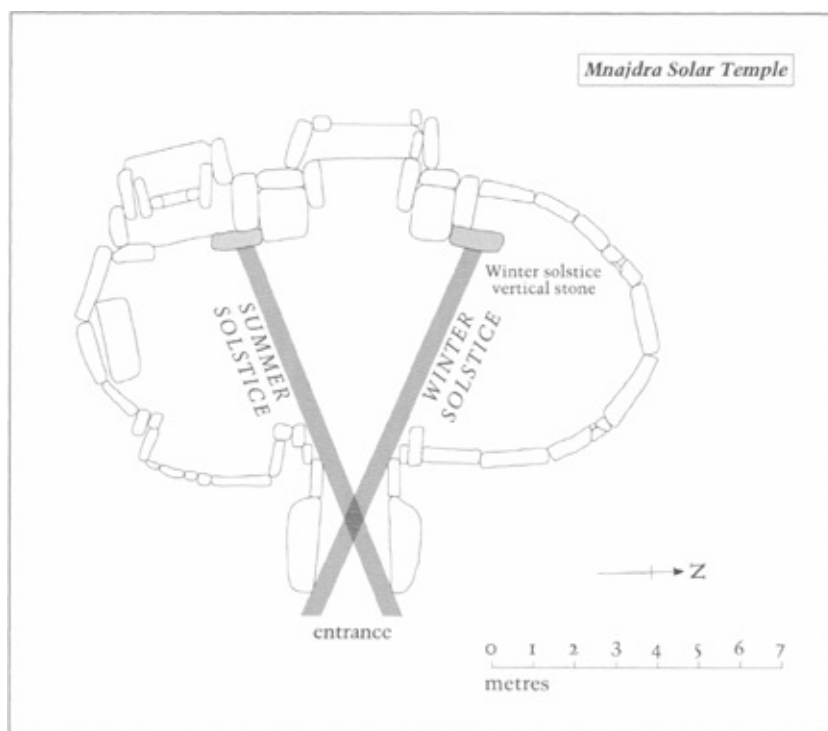 Mnajdra Solar Temple
Winter solstice
vertical stone
SUMMER
SOLSTICE
WINTER
SOLSTICE
N
entrance
0 1 2 3 4 5 6 7
metres